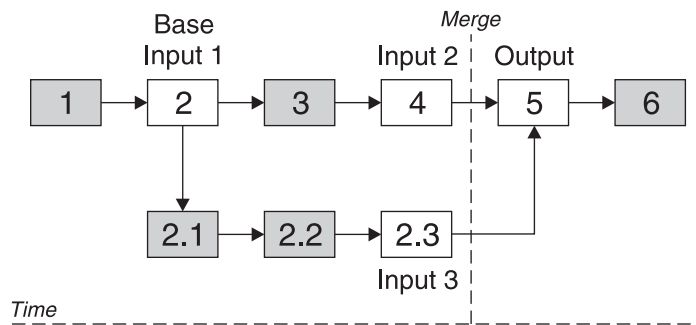 Merge
Base
Input 1
Input 2
Output
1
2
3
4
5
6
2.1
2.2
2.3
Input 3
Time